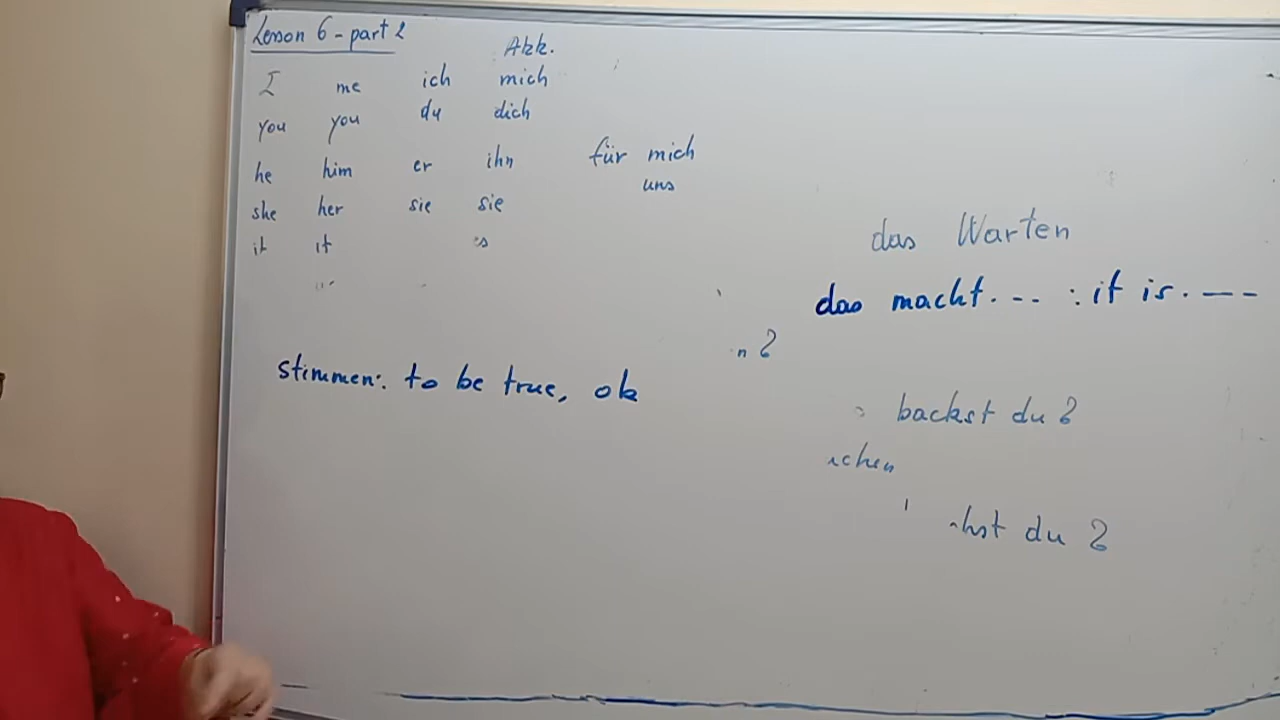 Lesson 6 - part 2
Akk.
I me ich mich
you you du dich
he him er ihn für mich
uns
she her sie sie
it it s
das Warten
das macht. -- : it is. ---
n ?
stimmen: to be true, ok
backst du ?
chen
hst du ?